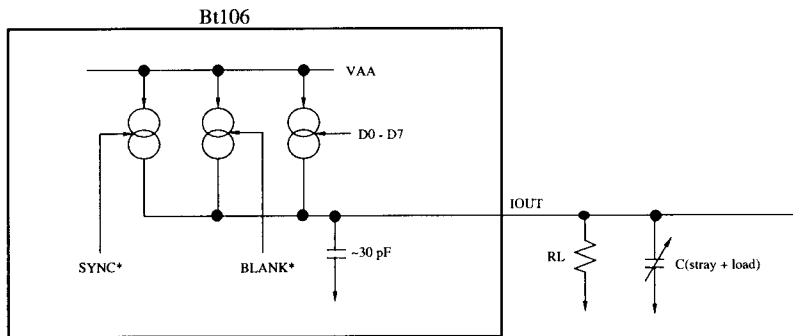 Bt106
VAA
D0 - D7
IOUT
~30 pF
RL
C(stray + load)
SYNC*
BLANK*